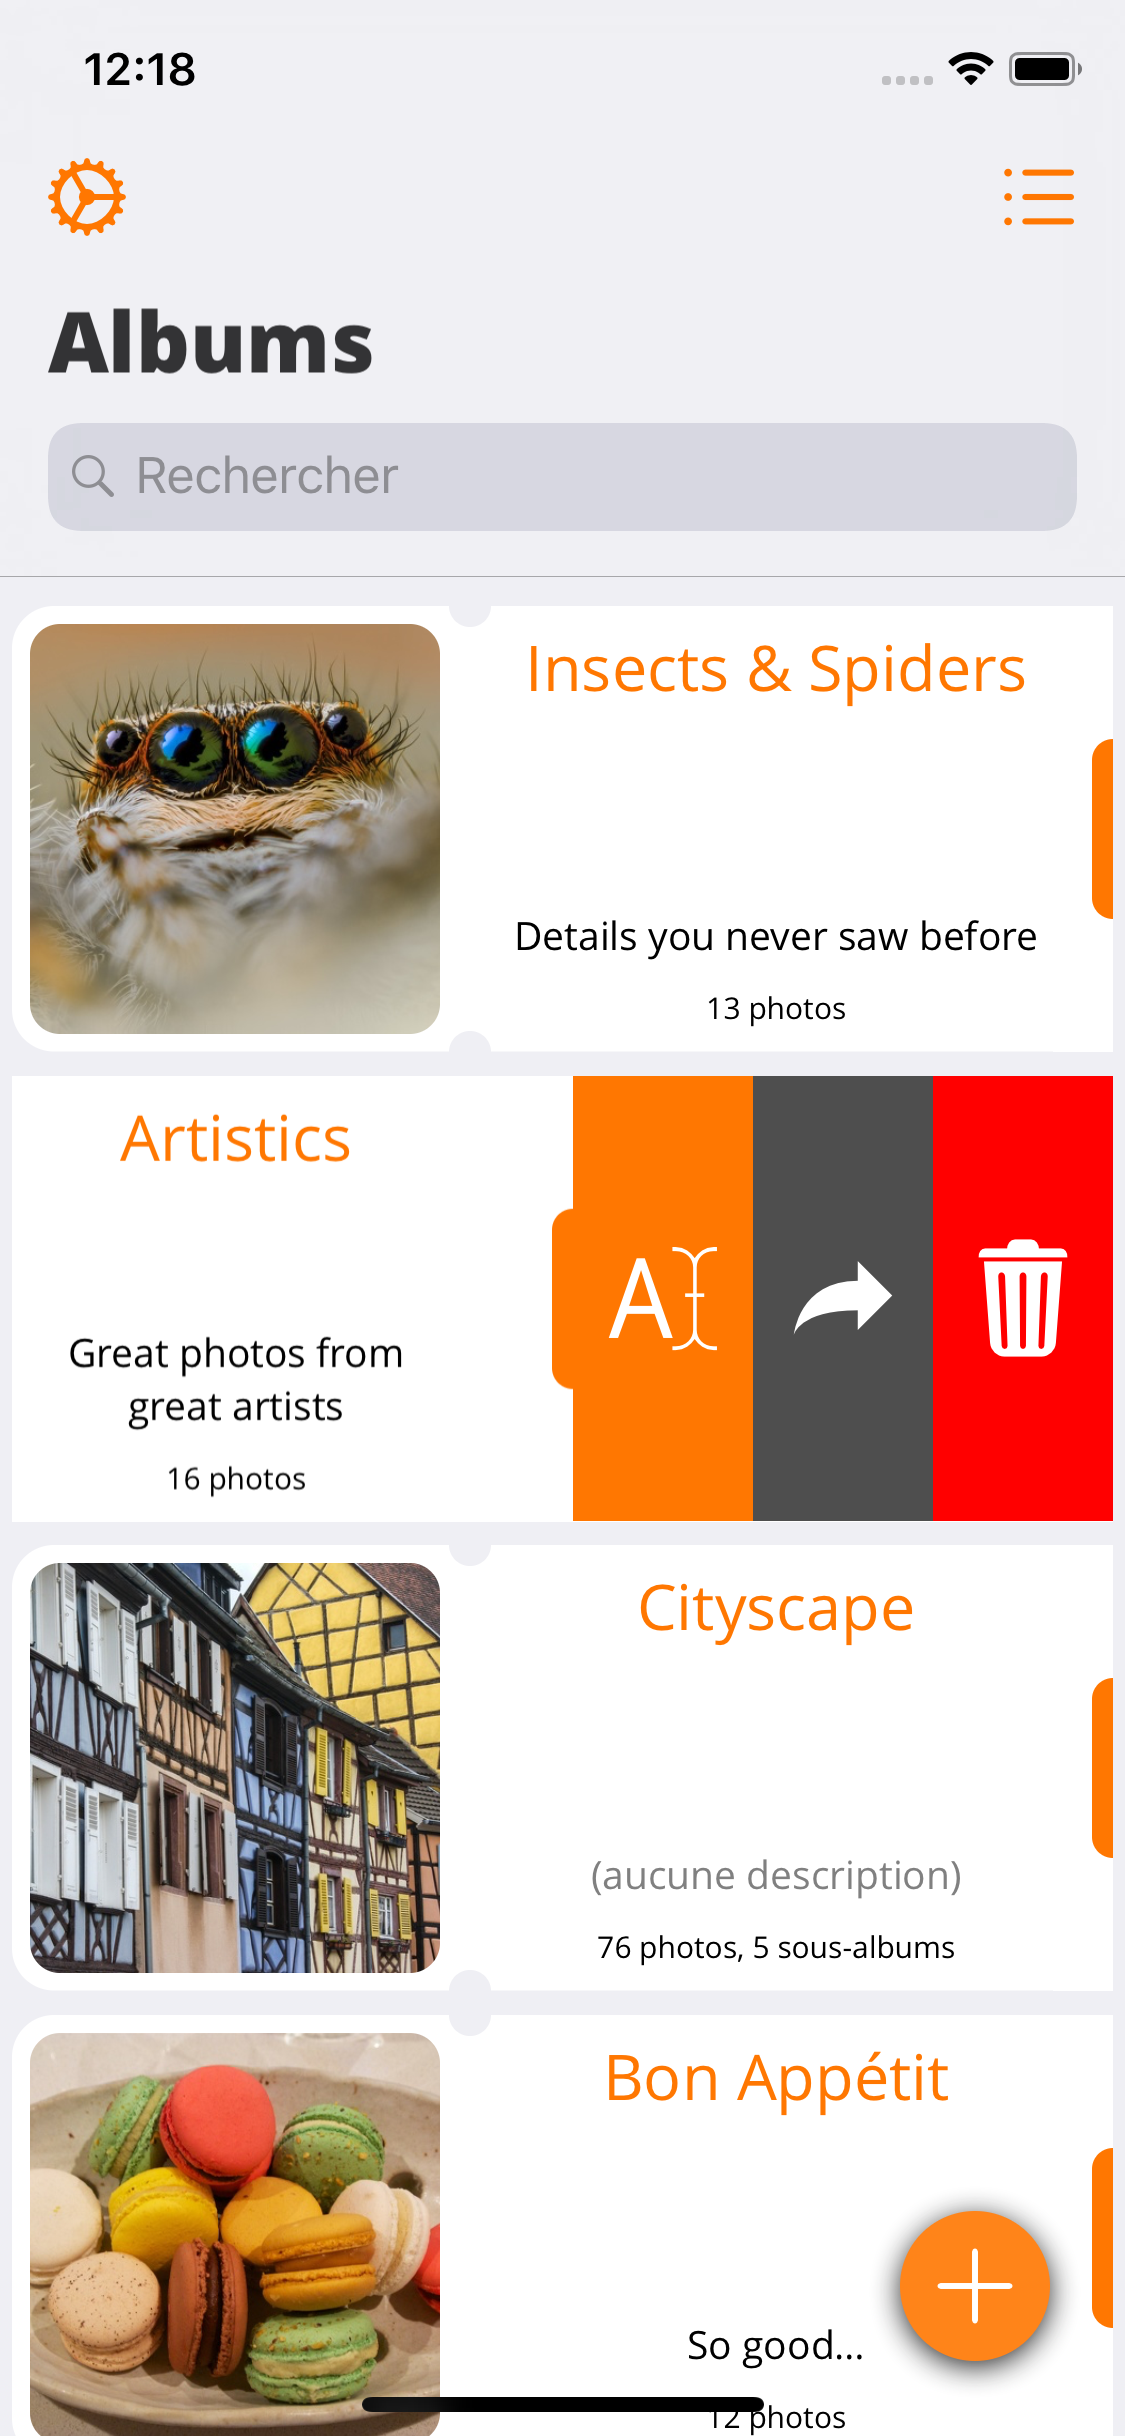 12:18
Albums
Rechercher
Insects & Spiders
Details you never saw before
13 photos
Artistics
Great photos from
great artists
16 photos
A
Cityscape
(aucune description)
76 photos, 5 sous-albums
Bon Appétit
So good...
12 photos